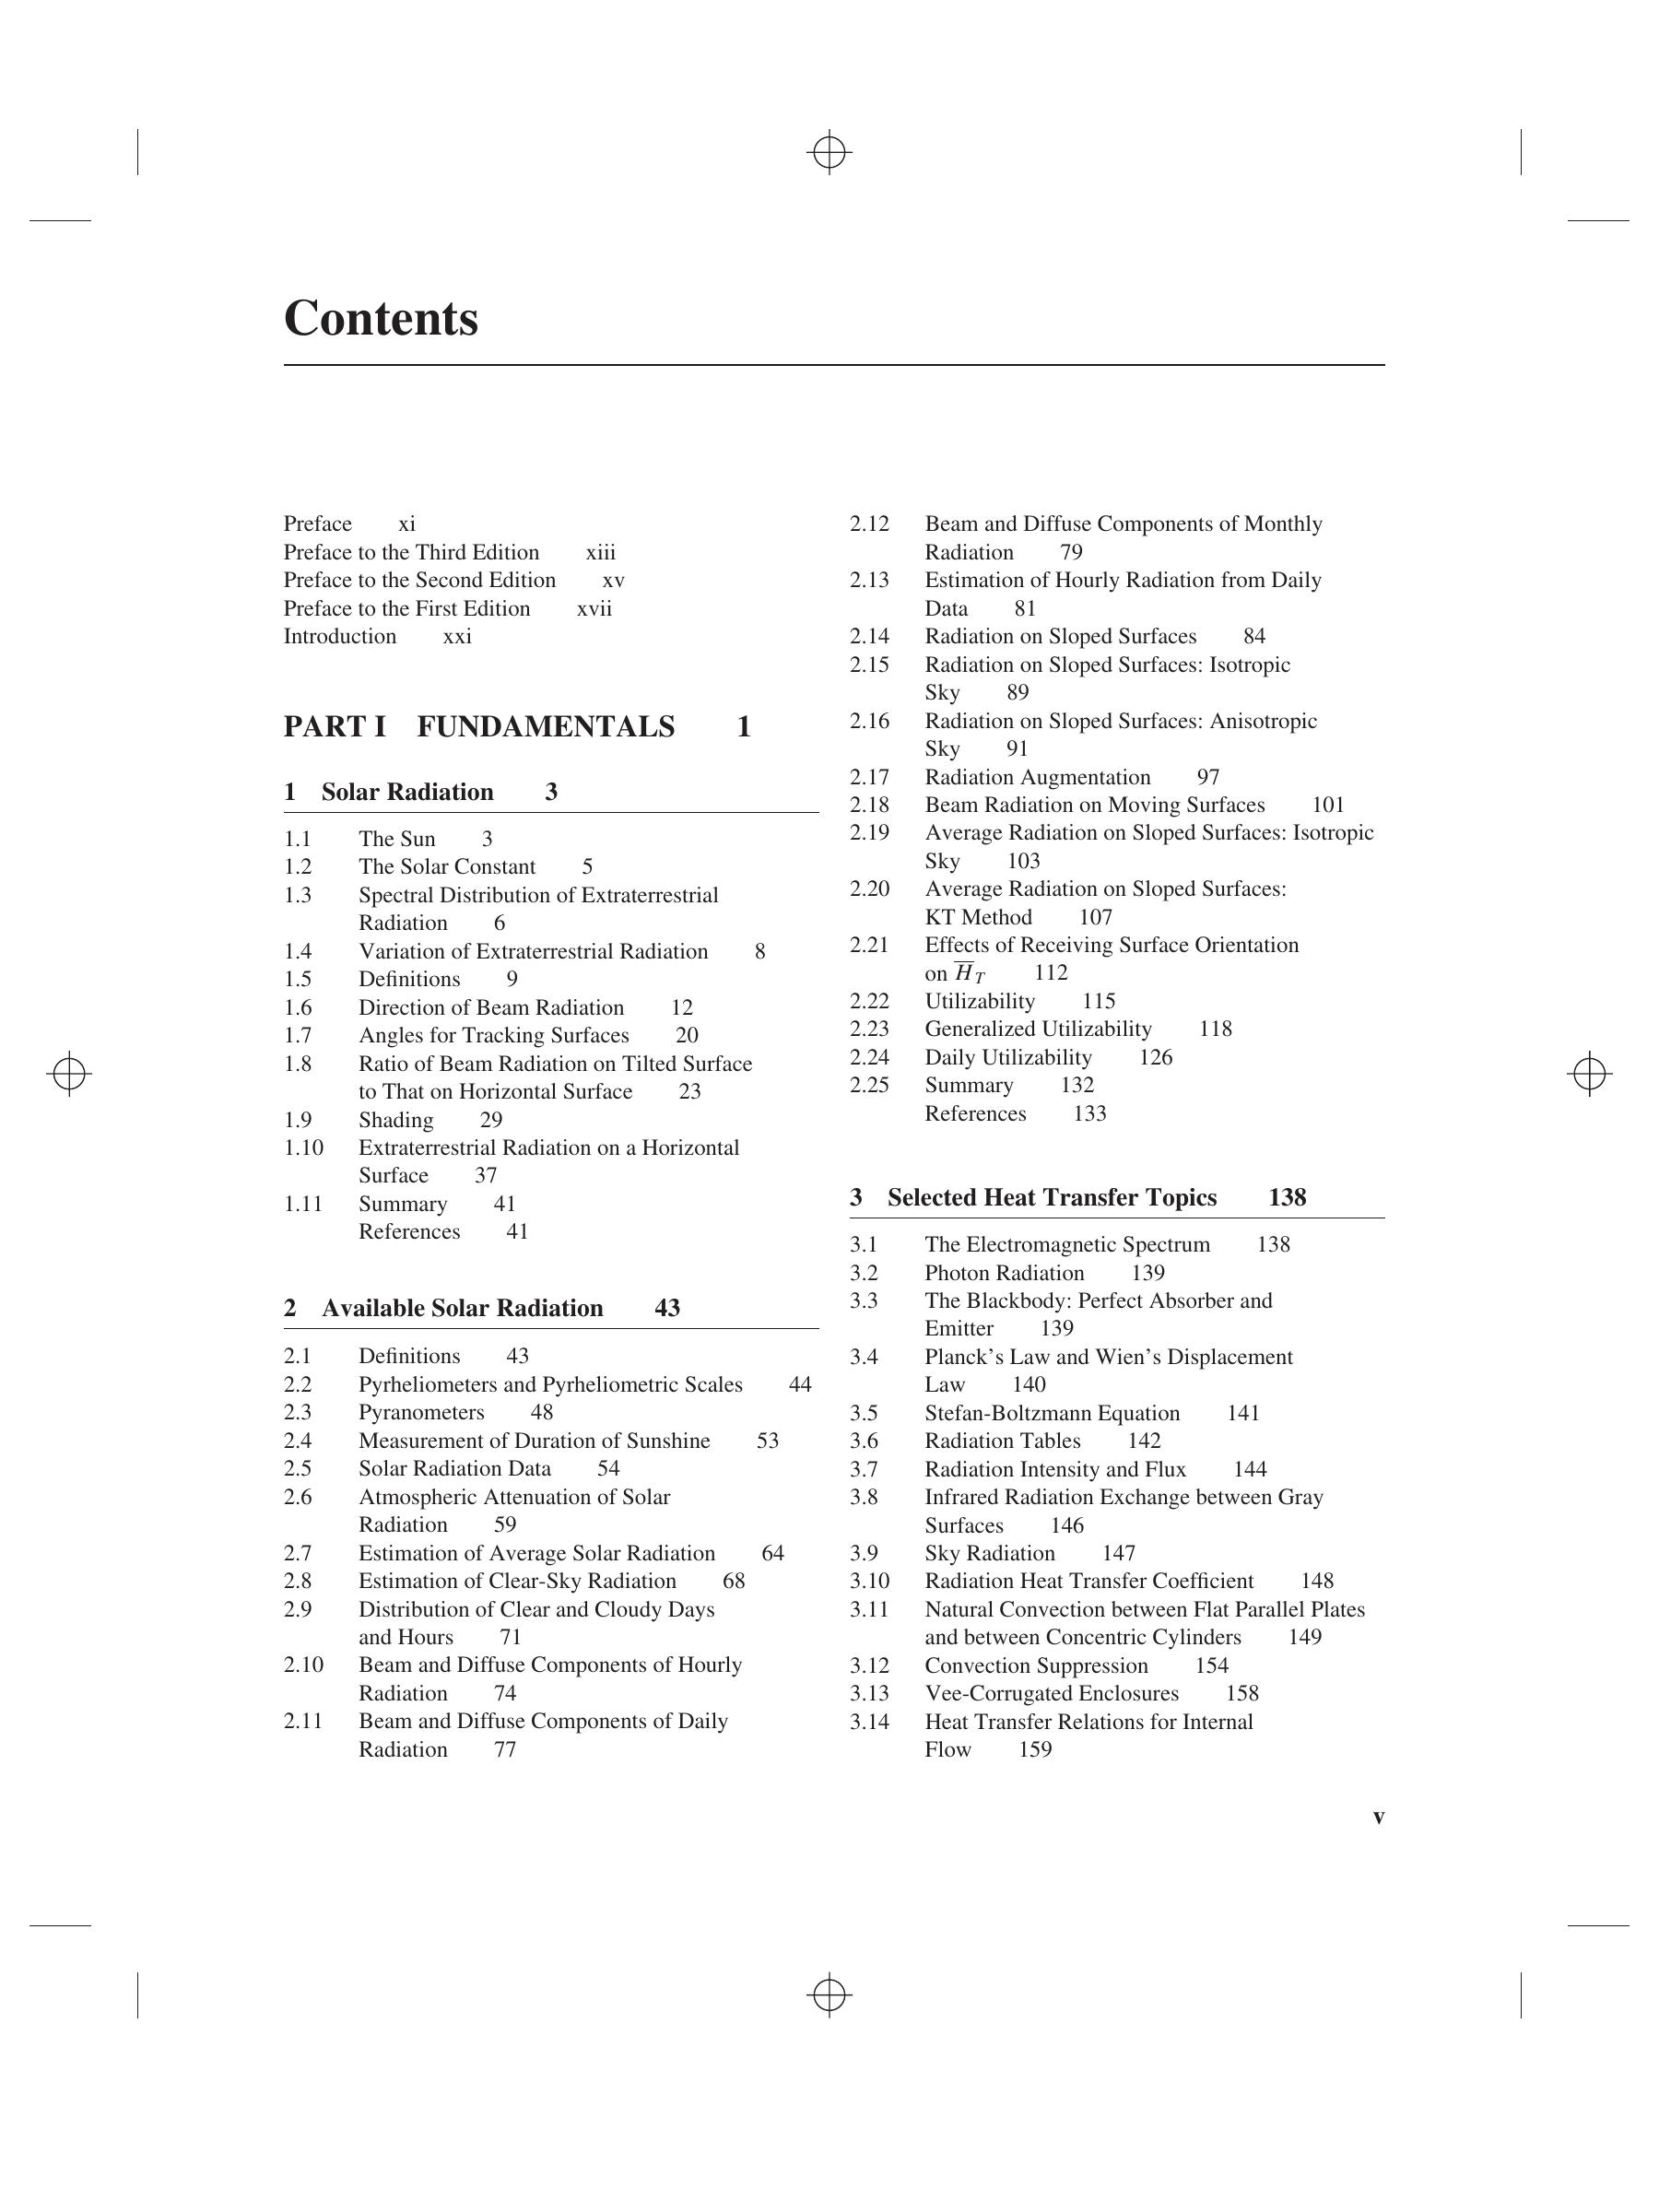 Contents
Preface xi
Preface to the Third Edition xiii
Preface to the Second Edition xv
Preface to the First Edition xvii
Introduction xxi
PART I FUNDAMENTALS 1
1 Solar Radiation 3
1.1 The Sun 3
1.2 The Solar Constant 5
1.3 Spectral Distribution of Extraterrestrial
Radiation 6
1.4 Variation of Extraterrestrial Radiation 8
1.5 Definitions 9
1.6 Direction of Beam Radiation 12
1.7 Angles for Tracking Surfaces 20
1.8 Ratio of Beam Radiation on Tilted Surface
to That on Horizontal Surface 23
1.9 Shading 29
1.10 Extraterrestrial Radiation on a Horizontal
Surface 37
1.11 Summary 41
References 41
2 Available Solar Radiation 43
2.1 Definitions 43
2.2 Pyrheliometers and Pyrheliometric Scales 44
2.3 Pyranometers 48
2.4 Measurement of Duration of Sunshine 53
2.5 Solar Radiation Data 54
2.6 Atmospheric Attenuation of Solar
Radiation 59
2.7 Estimation of Average Solar Radiation 64
2.8 Estimation of Clear-Sky Radiation 68
2.9 Distribution of Clear and Cloudy Days
and Hours 71
2.10 Beam and Diffuse Components of Hourly
Radiation 74
2.11 Beam and Diffuse Components of Daily
Radiation 77
2.12 Beam and Diffuse Components of Monthly
Radiation 79
2.13 Estimation of Hourly Radiation from Daily
Data 81
2.14 Radiation on Sloped Surfaces 84
2.15 Radiation on Sloped Surfaces: Isotropic
Sky 89
2.16 Radiation on Sloped Surfaces: Anisotropic
Sky 91
2.17 Radiation Augmentation 97
2.18 Beam Radiation on Moving Surfaces 101
2.19 Average Radiation on Sloped Surfaces: Isotropic
Sky 103
2.20 Average Radiation on Sloped Surfaces:
KT Method 107
2.21 Effects of Receiving Surface Orientation
on H̅T 112
2.22 Utilizability 115
2.23 Generalized Utilizability 118
2.24 Daily Utilizability 126
2.25 Summary 132
References 133
3 Selected Heat Transfer Topics 138
3.1 The Electromagnetic Spectrum 138
3.2 Photon Radiation 139
3.3 The Blackbody: Perfect Absorber and
Emitter 139
3.4 Planck's Law and Wien's Displacement
Law 140
3.5 Stefan-Boltzmann Equation 141
3.6 Radiation Tables 142
3.7 Radiation Intensity and Flux 144
3.8 Infrared Radiation Exchange between Gray
Surfaces 146
3.9 Sky Radiation 147
3.10 Radiation Heat Transfer Coefficient 148
3.11 Natural Convection between Flat Parallel Plates
and between Concentric Cylinders 149
3.12 Convection Suppression 154
3.13 Vee-Corrugated Enclosures 158
3.14 Heat Transfer Relations for Internal
Flow 159
v